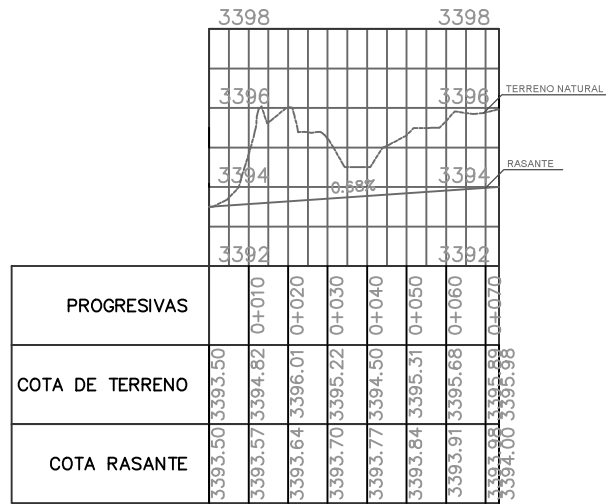 3398 3398
3396 3396
TERRENO NATURAL
RASANTE
3394 3394
0.68%
3392 3392
PROGRESIVAS 0+010 0+020 0+030 0+040 0+050 0+060 0+070
COTA DE TERRENO 3393.50 3394.82 3396.01 3395.22 3394.50 3395.31 3395.68 3395.89 3395.98
COTA RASANTE 3393.50 3393.57 3393.64 3393.70 3393.77 3393.84 3393.91 3393.98 3394.00